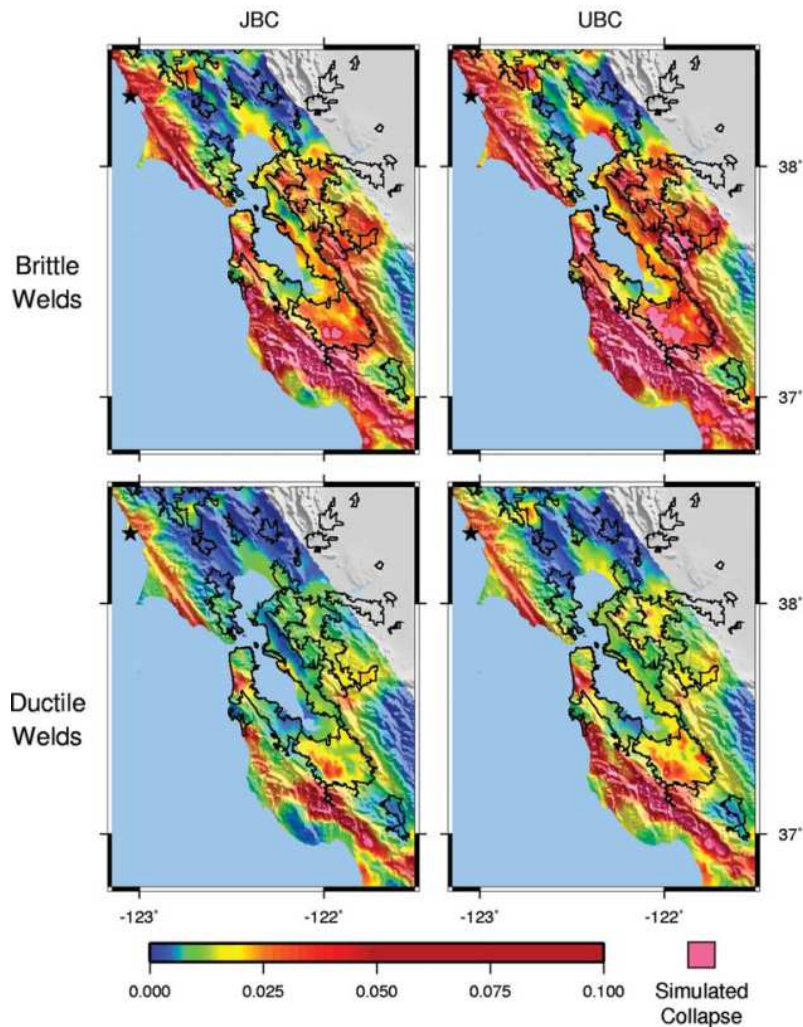 JBC
UBC
Brittle
Welds
38˚
37˚
Ductile
Welds
38˚
37˚
-123˚
-122˚
-123˚
-122˚
0.000
0.025
0.050
0.075
0.100
Simulated
Collapse